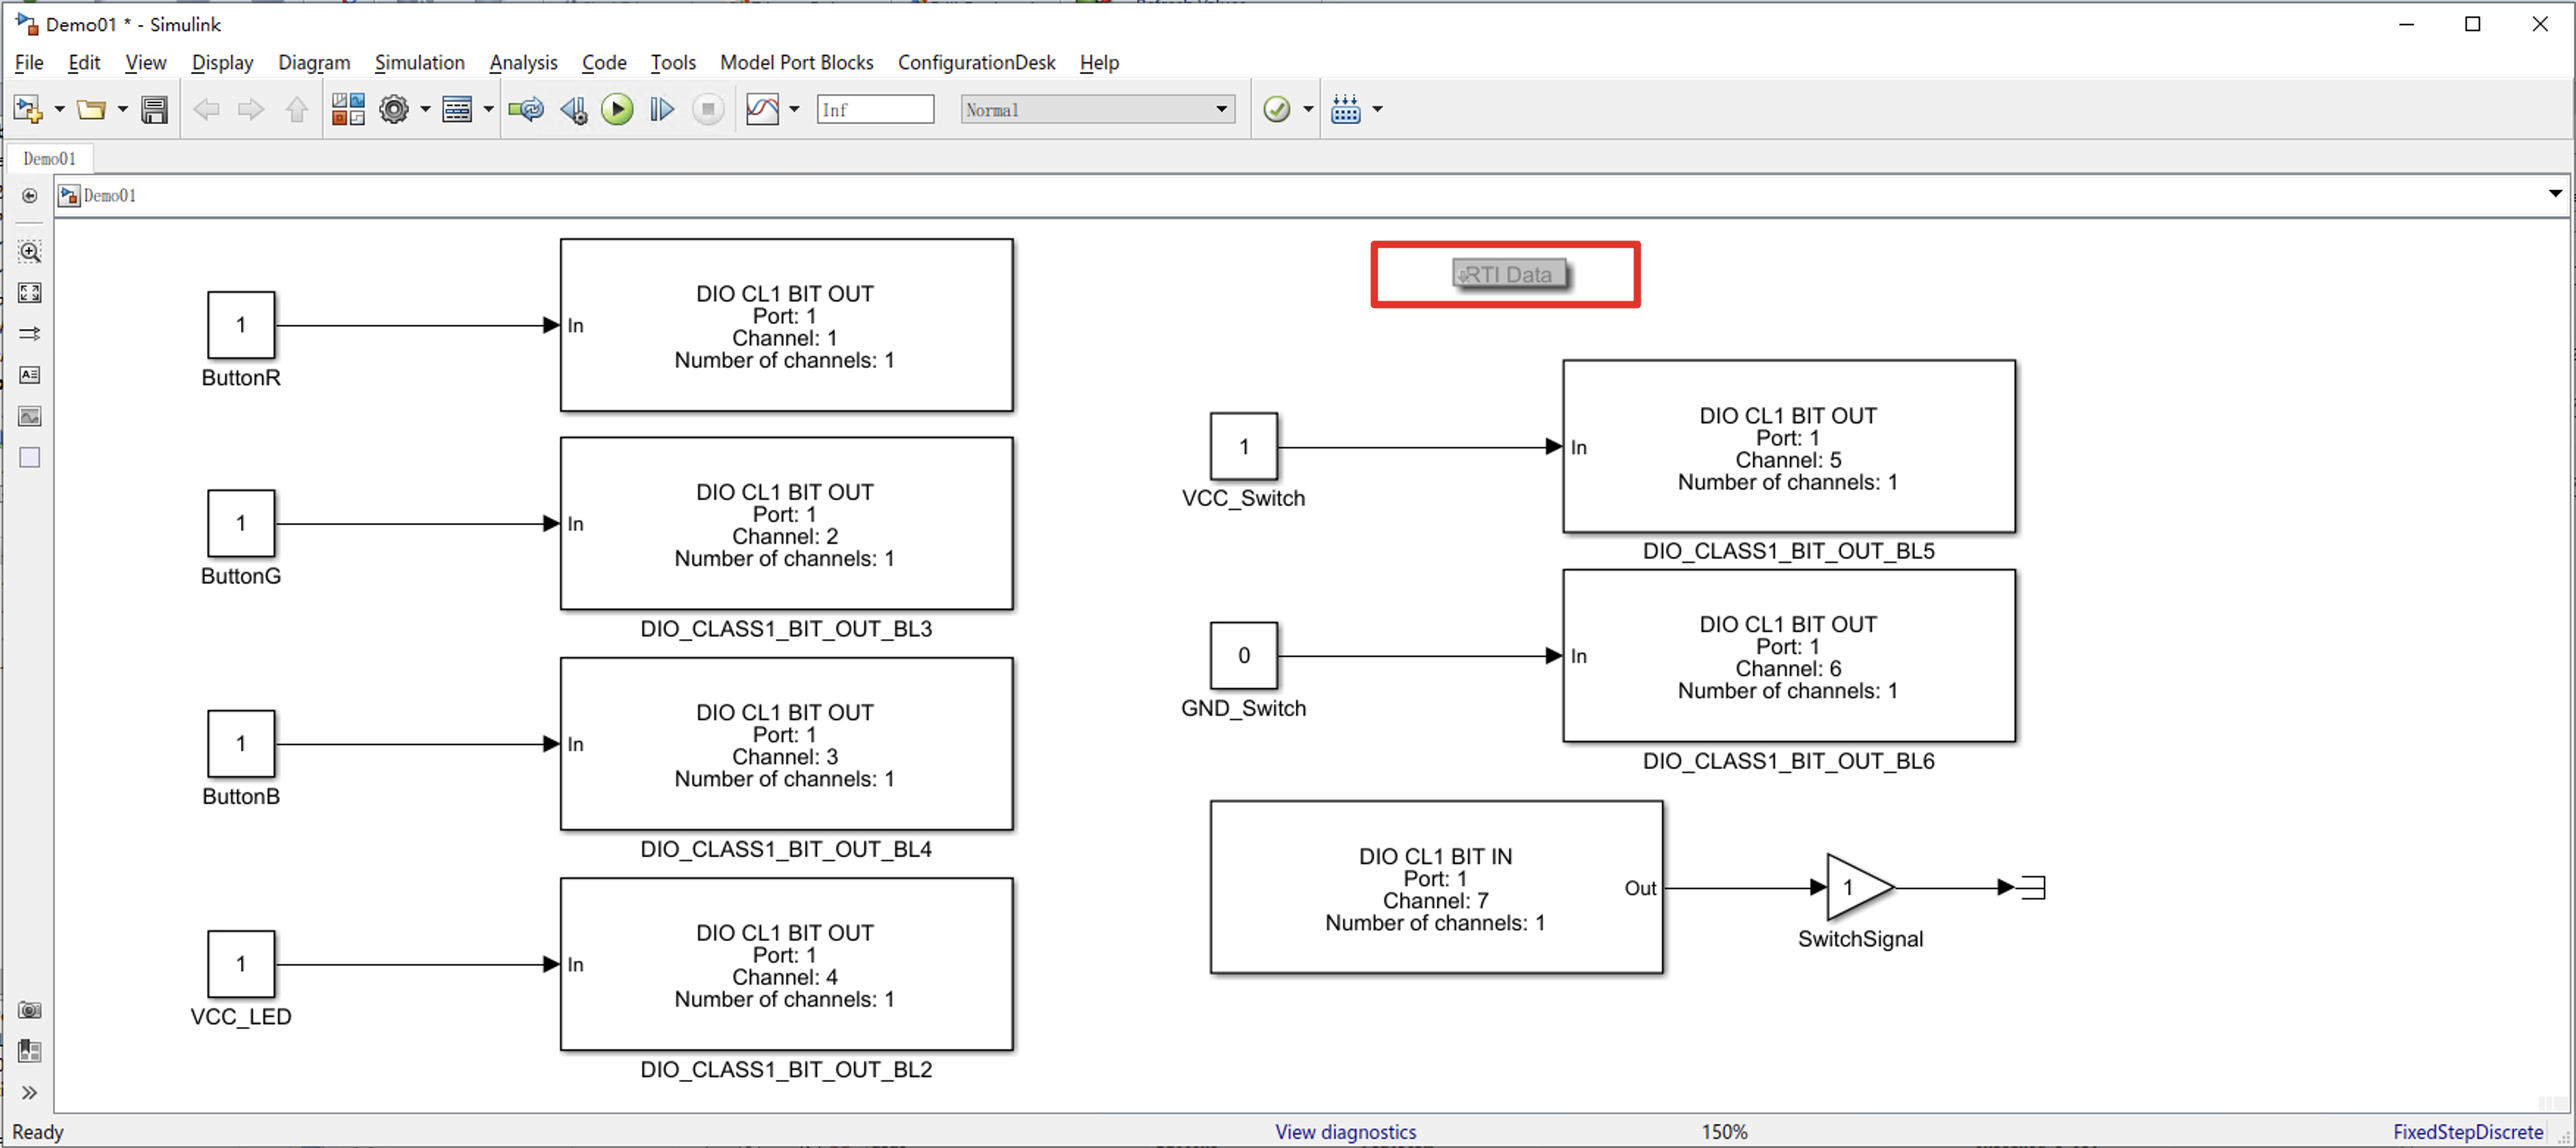 Demo01 * - Simulink
File Edit View Display Diagram Simulation Analysis Code Tools Model Port Blocks ConfigurationDesk Help
Inf Normal
Demo01
Demo01
RTI Data
1
ButtonR
In
DIO CL1 BIT OUT
Port: 1
Channel: 1
Number of channels: 1
1
ButtonG
In
DIO CL1 BIT OUT
Port: 1
Channel: 2
Number of channels: 1
DIO_CLASS1_BIT_OUT_BL3
1
ButtonB
In
DIO CL1 BIT OUT
Port: 1
Channel: 3
Number of channels: 1
DIO_CLASS1_BIT_OUT_BL4
1
VCC_LED
In
DIO CL1 BIT OUT
Port: 1
Channel: 4
Number of channels: 1
DIO_CLASS1_BIT_OUT_BL2
1
VCC_Switch
In
DIO CL1 BIT OUT
Port: 1
Channel: 5
Number of channels: 1
DIO_CLASS1_BIT_OUT_BL5
0
GND_Switch
In
DIO CL1 BIT OUT
Port: 1
Channel: 6
Number of channels: 1
DIO_CLASS1_BIT_OUT_BL6
DIO CL1 BIT IN
Port: 1
Channel: 7
Number of channels: 1
Out
1
SwitchSignal
Ready View diagnostics 150% FixedStepDiscrete